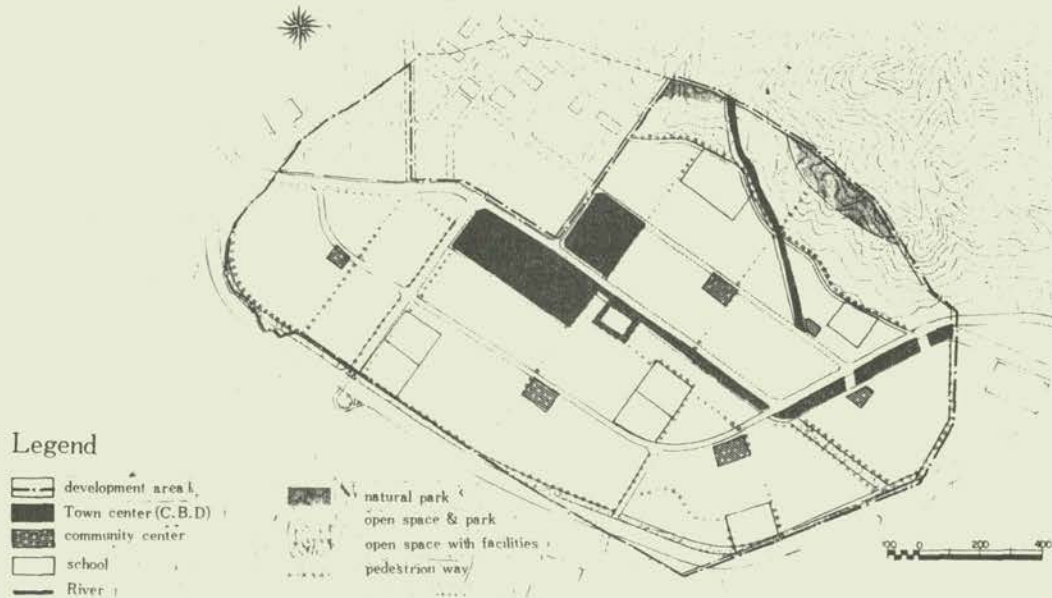 Legend
development area
Town center (C.B.D)
community center
school
River
natural park
open space & park
open space with facilities
pedestrion way
100 0 200 400